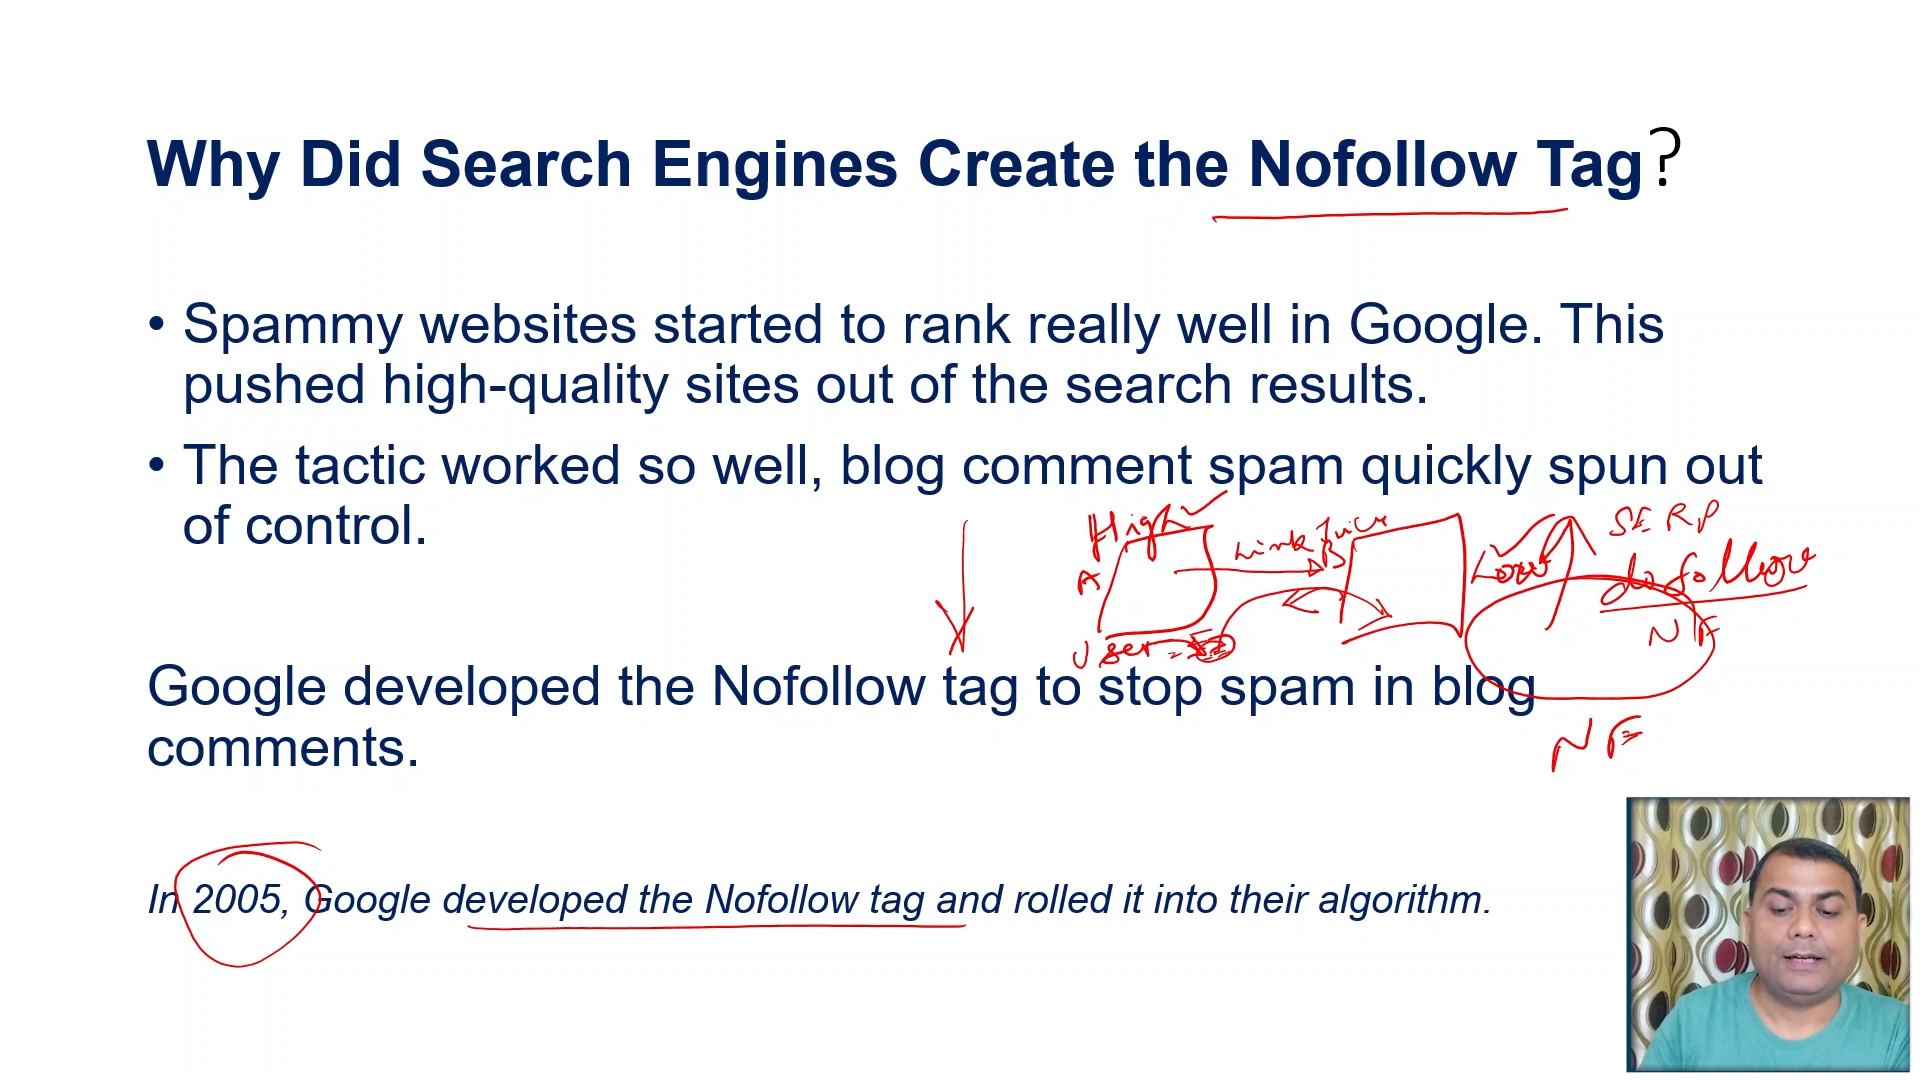 Why Did Search Engines Create the Nofollow Tag?
• Spammy websites started to rank really well in Google. This
pushed high-quality sites out of the search results.
• The tactic worked so well, blog comment spam quickly spun out
of control.
High
A
Link Juice
B
Low
SERP
dofollow
NF
User
Google developed the Nofollow tag to stop spam in blog
comments.
NF
In 2005, Google developed the Nofollow tag and rolled it into their algorithm.